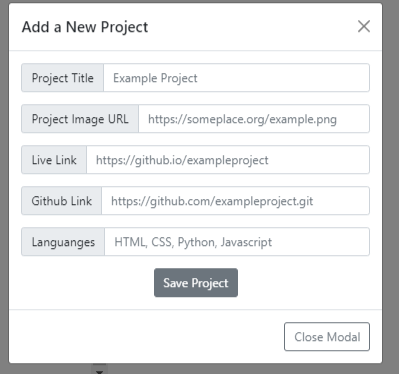 Add a New Project
Project Title Example Project
Project Image URL https://someplace.org/example.png
Live Link https://github.io/exampleproject
Github Link https://github.com/exampleproject.git
Languanges HTML, CSS, Python, Javascript
Save Project
Close Modal